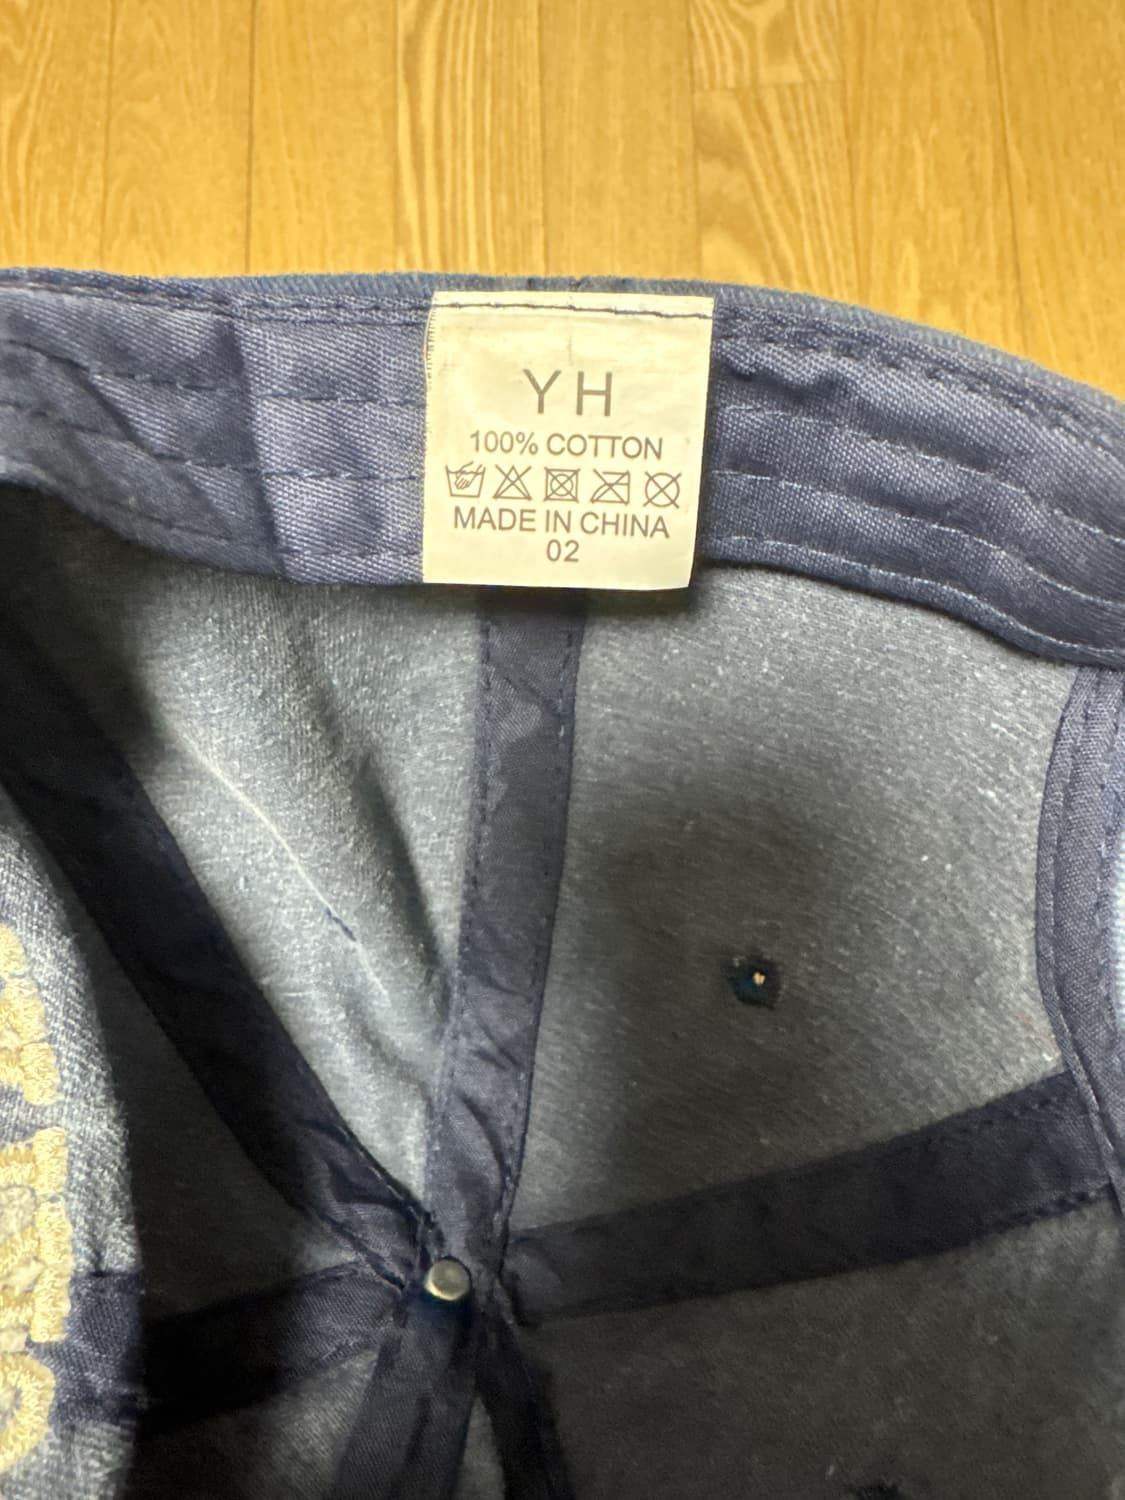 YH
100% COTTON
MADE IN CHINA
02